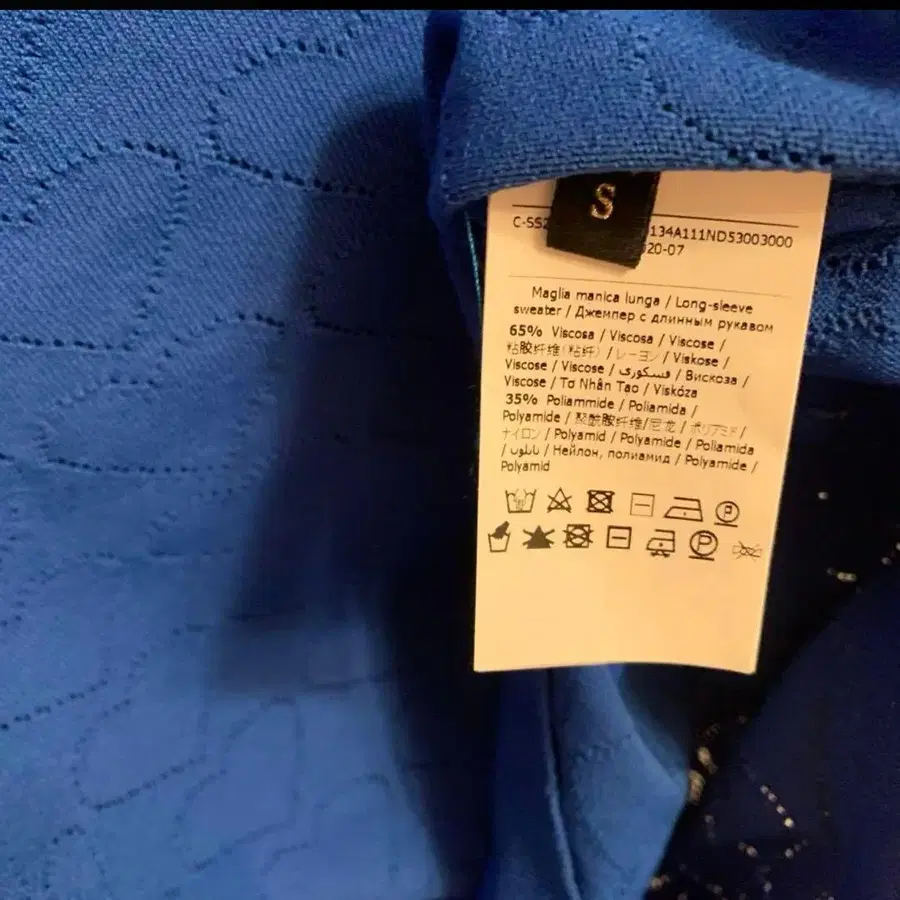 S
C-SS2 134A111ND53003000
20-07
Maglia manica lunga / Long-sleeve
sweater / Джемпер с длинным рукавом
65% Viscosa / Viscosa / Viscose /
粘胶纤维(粘纤) / レーヨン / Viskose /
Viscose / Viscose / فسكوزي / Вискоза /
Viscose / Tơ Nhân Tạo / Viskóza
35% Poliammide / Poliamida /
Polyamide / 聚酰胺纤维/尼龙 / ポリアミド/
ナイロン / Polyamid / Polyamide / Poliamida
/ نايلون / Нейлон, полиамид / Polyamide /
Polyamid
P
P